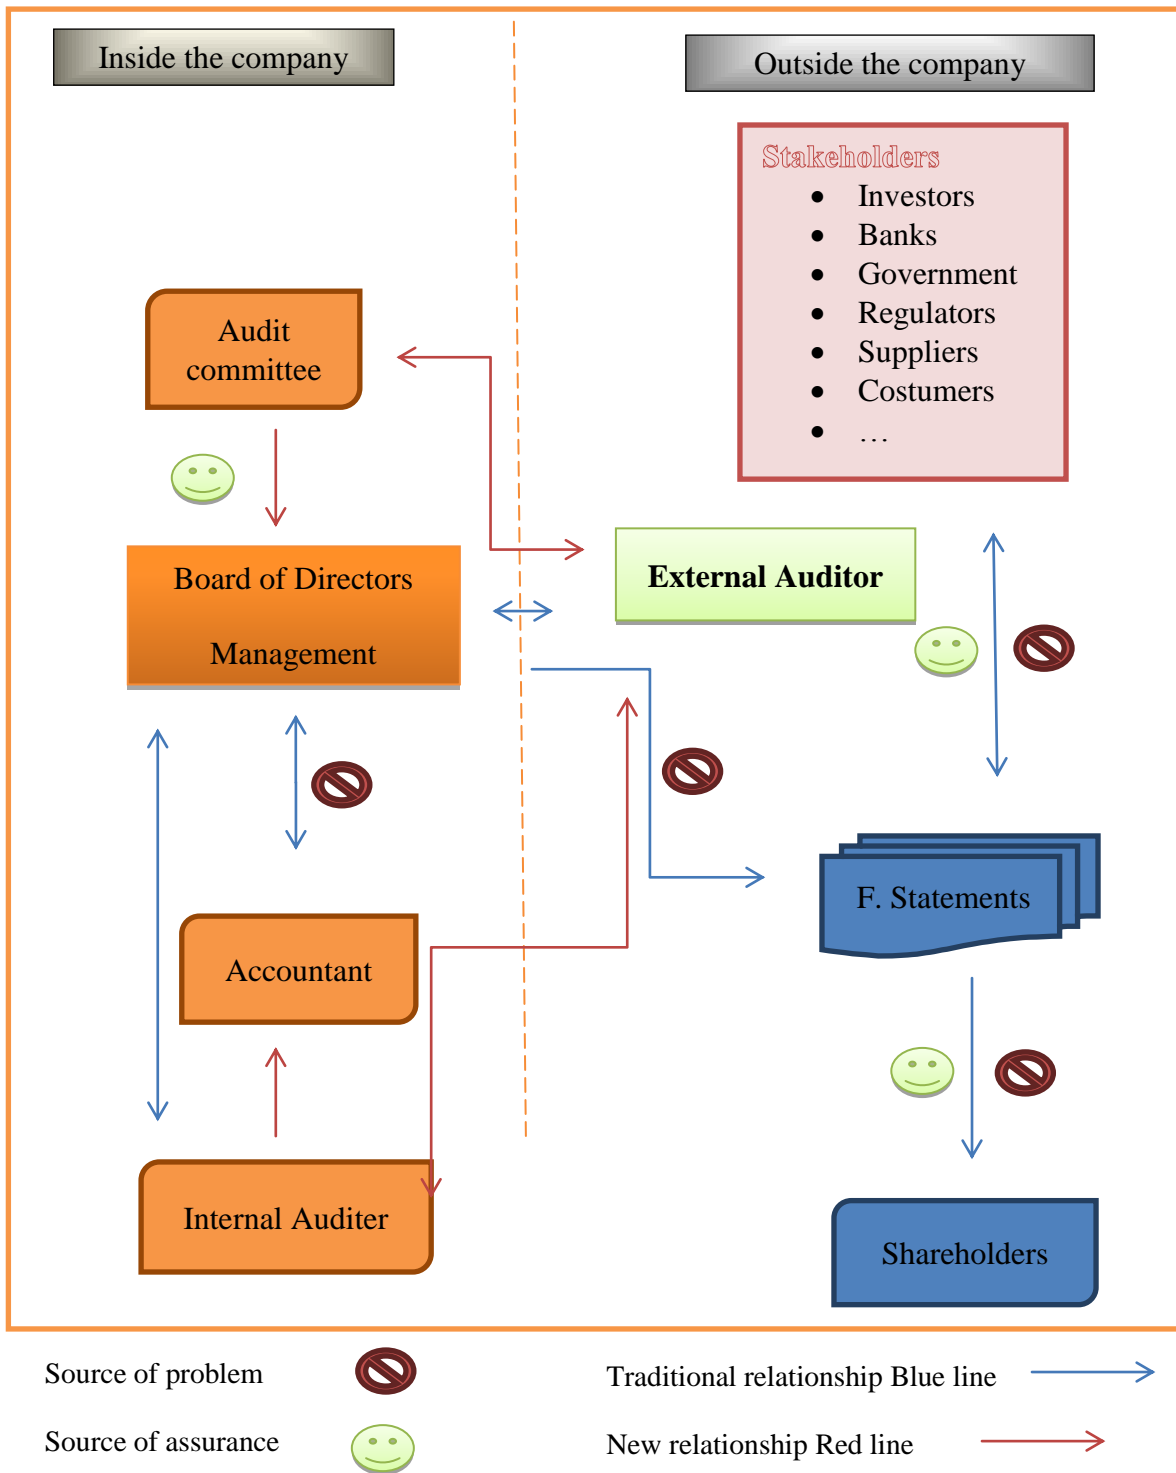 Inside the company
Outside the company
Stakeholders
• Investors
• Banks
• Government
• Regulators
• Suppliers
• Costumers
• …
Audit
committee
Board of Directors
Management
External Auditor
F. Statements
Accountant
Internal Auditer
Shareholders
Source of problem
Traditional relationship Blue line
Source of assurance
New relationship Red line